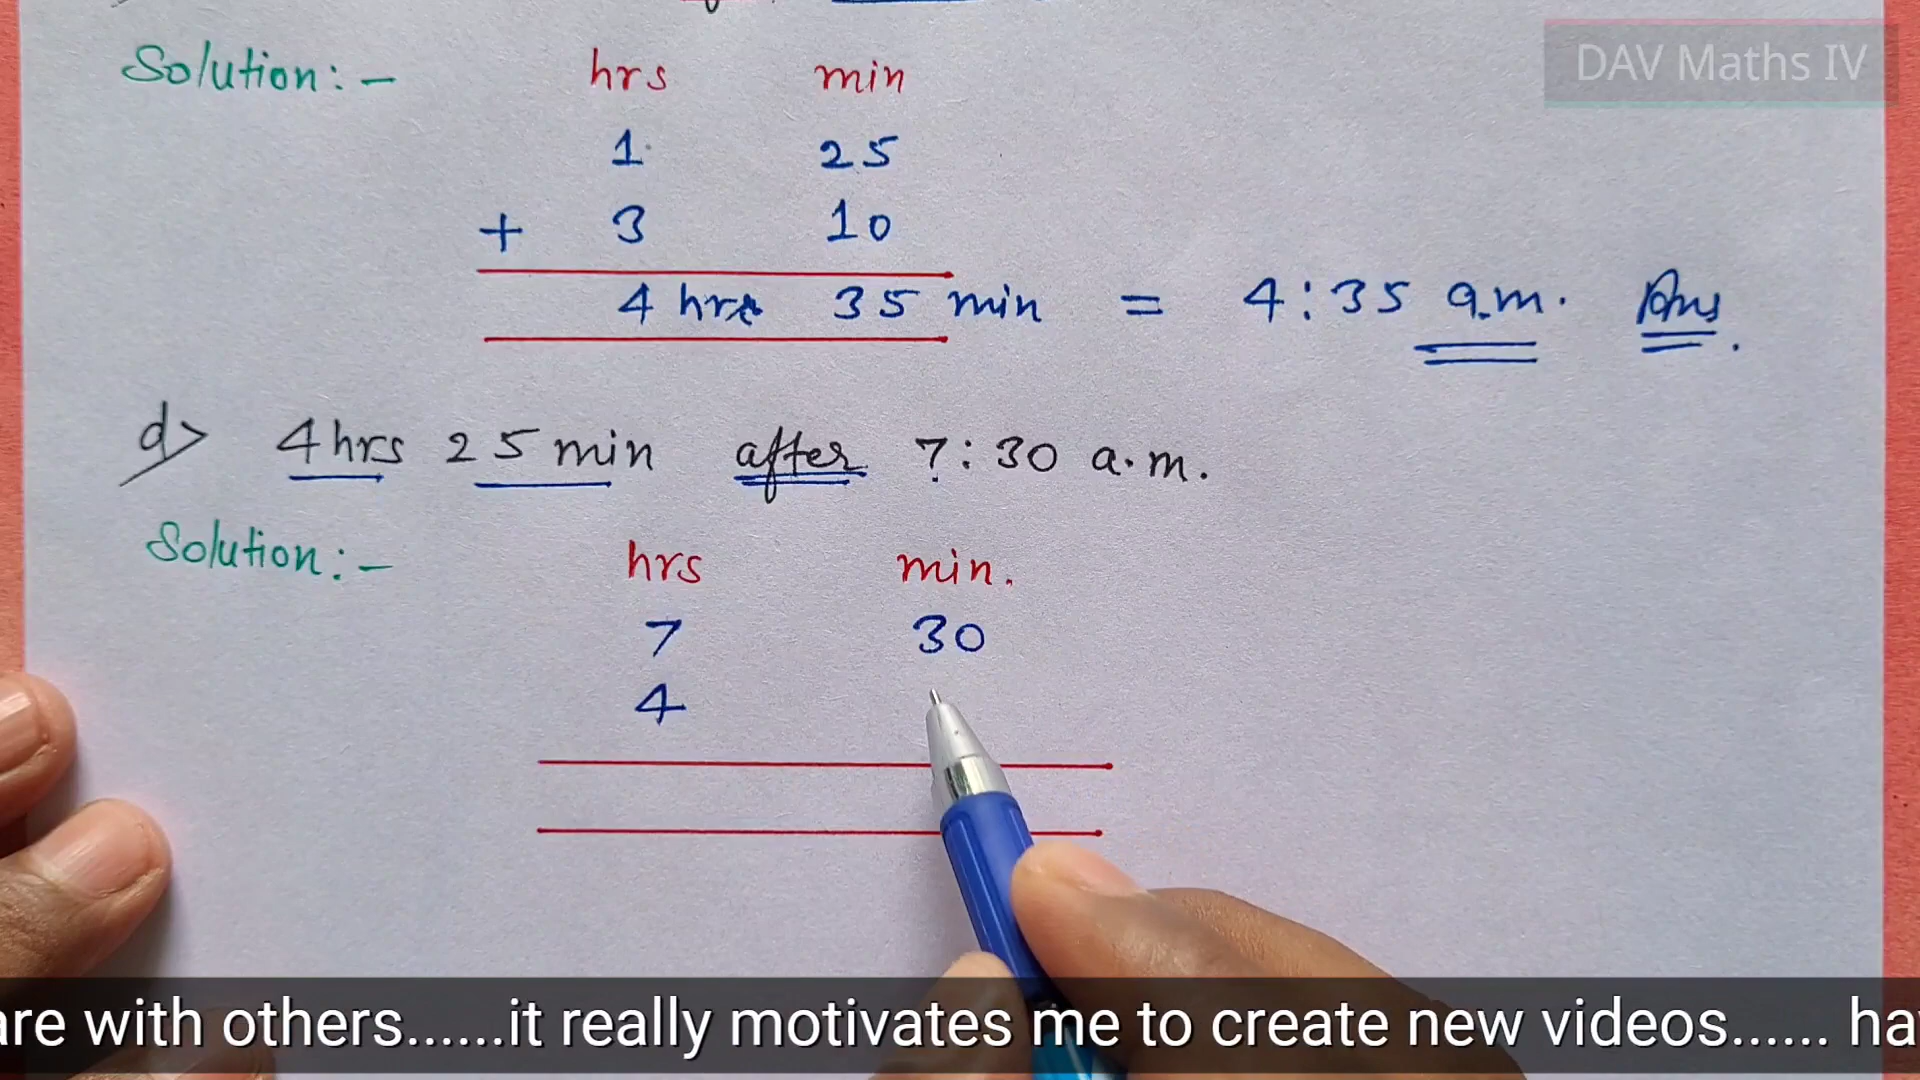 DAV Maths IV
Solution:- hrs min
1 25
+ 3 10
4 hrs 35 min = 4:35 a.m. Ans.
d> 4hrs 25 min after 7:30 a.m.
Solution:- hrs min.
7 30
4
are with others......it really motivates me to create new videos...... ha